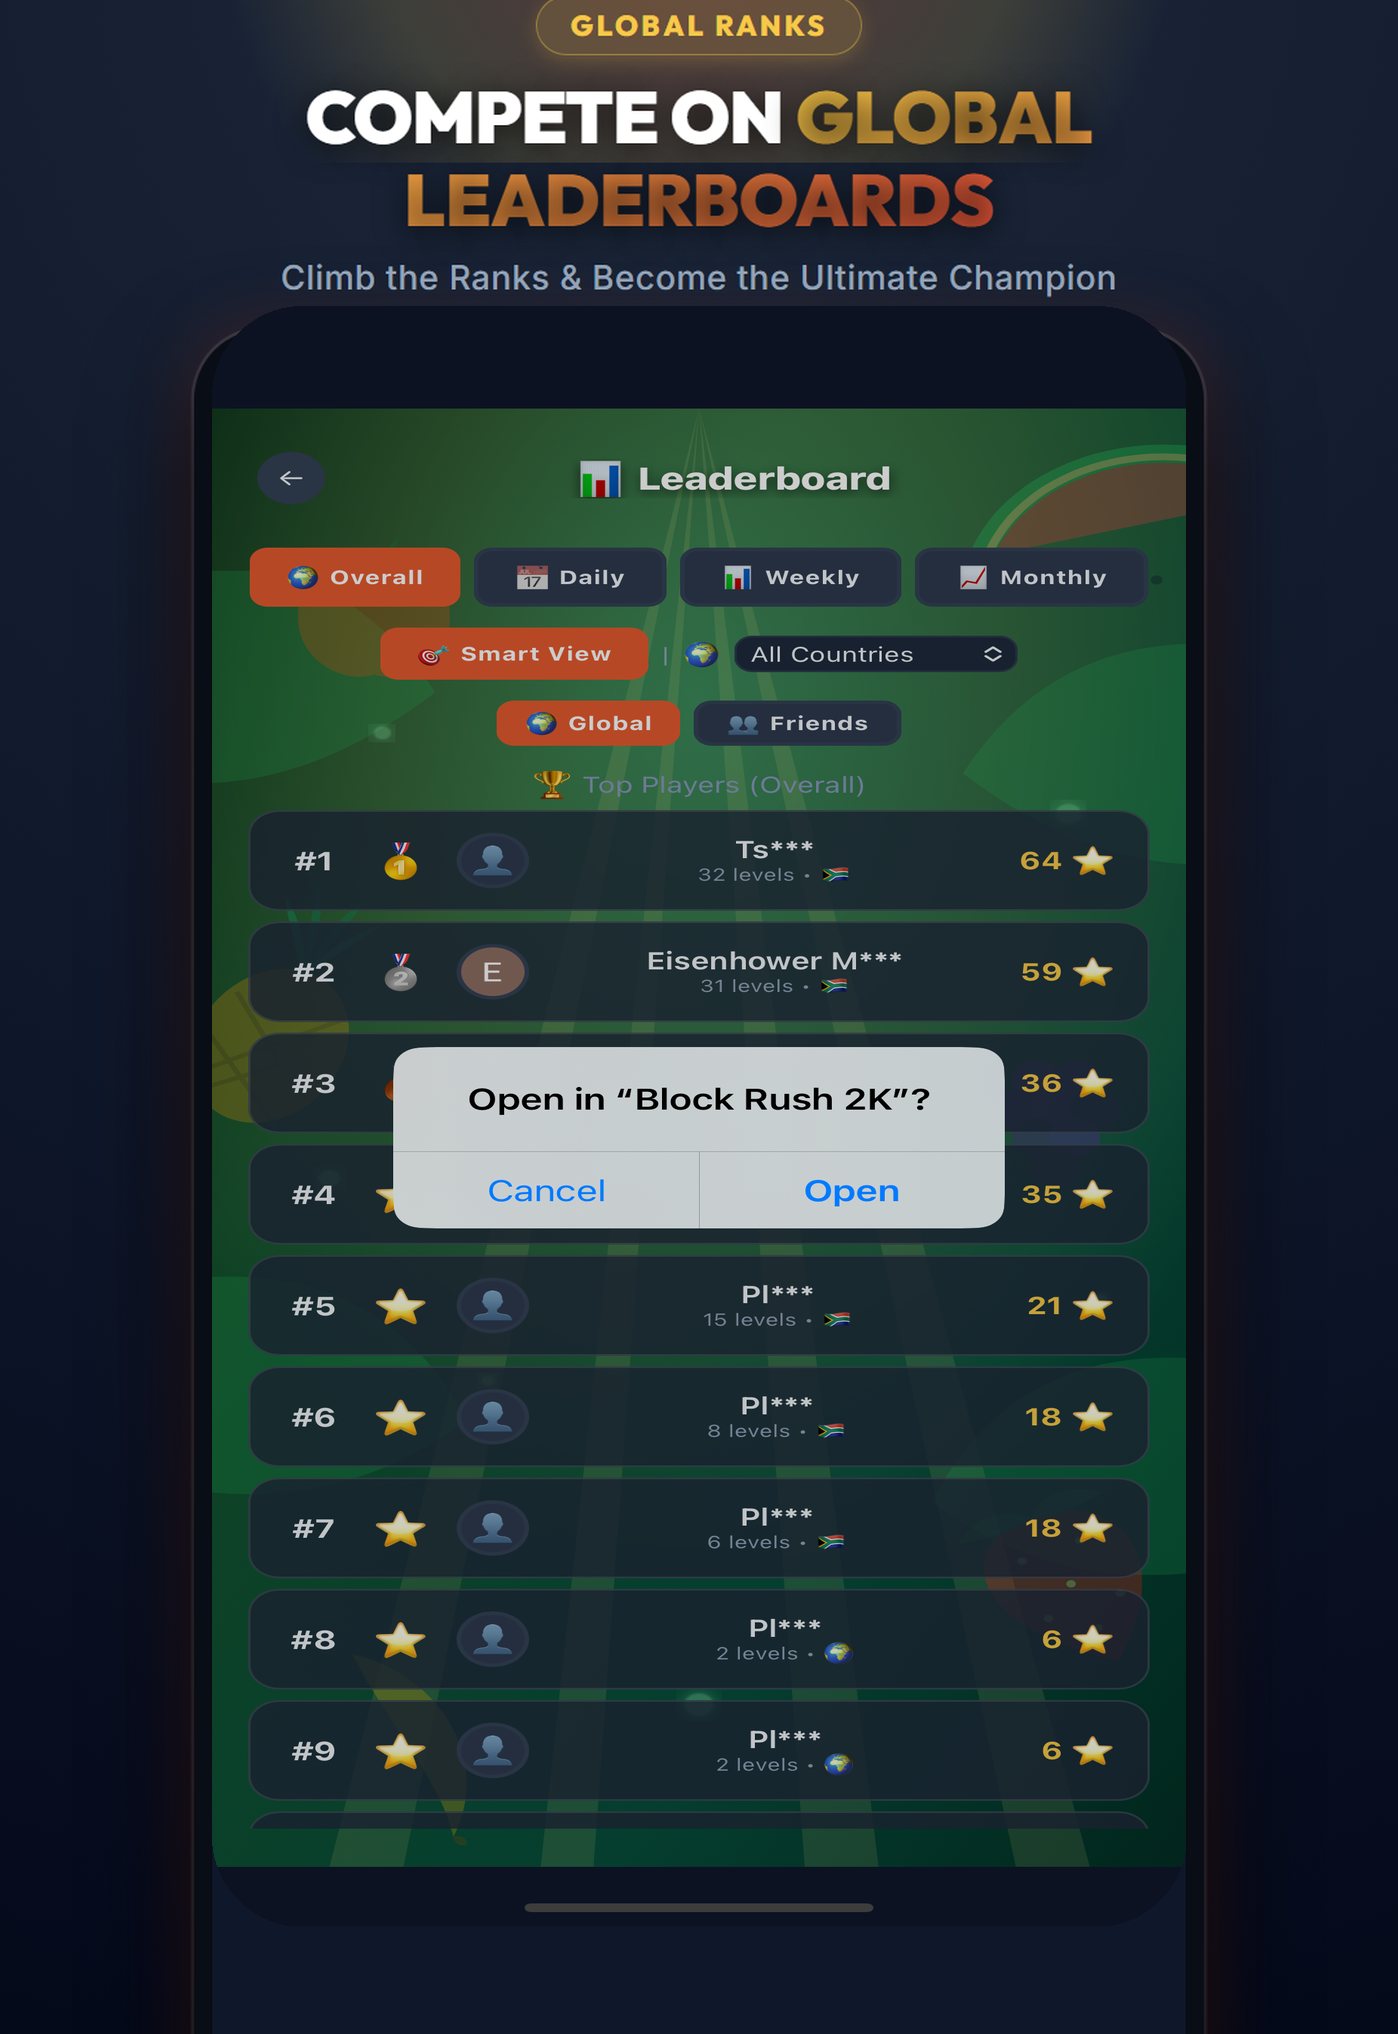 GLOBAL RANKS
COMPETE ON GLOBAL
LEADERBOARDS
Climb the Ranks & Become the Ultimate Champion
←
Leaderboard
Overall
17 Daily
Weekly
Monthly
Smart View | All Countries
Global
Friends
Top Players (Overall)
#1 1 Ts*** 64
32 levels •
#2 2 E Eisenhower M*** 59
31 levels •
#3 36
Open in “Block Rush 2K”?
Cancel Open
#4 35
#5 Pl*** 21
15 levels •
#6 Pl*** 18
8 levels •
#7 Pl*** 18
6 levels •
#8 Pl*** 6
2 levels •
#9 Pl*** 6
2 levels •